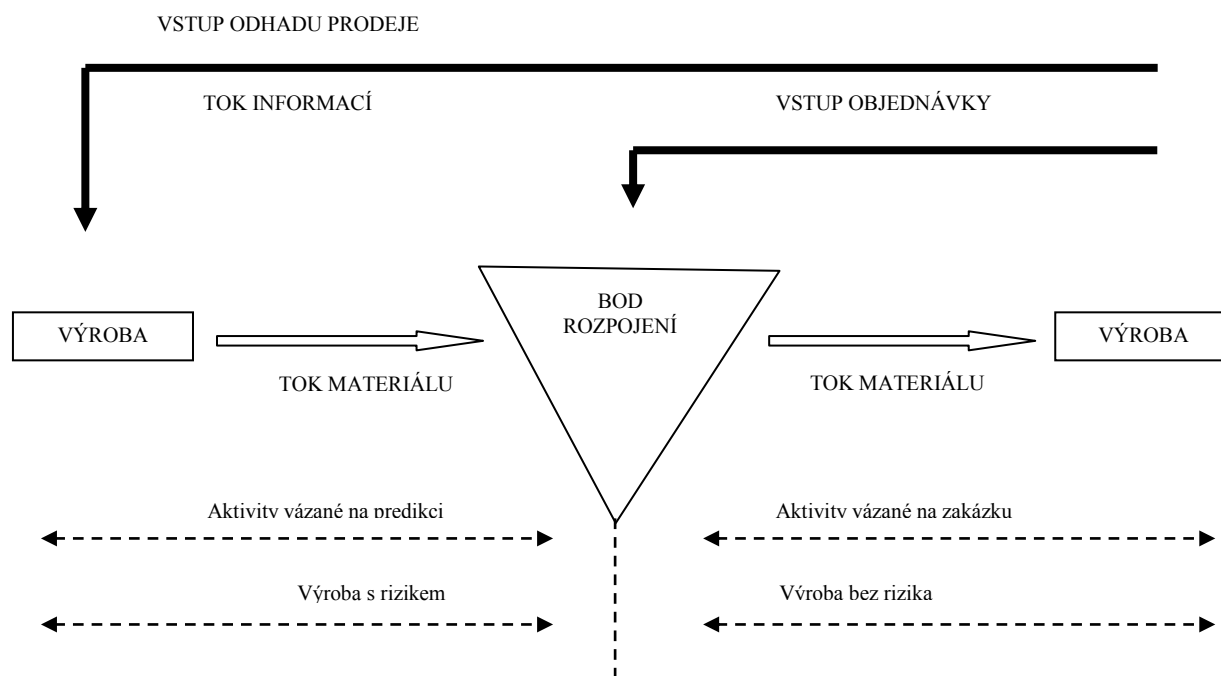 VSTUP ODHADU PRODEJE
TOK INFORMACÍ
VSTUP OBJEDNÁVKY
BOD
ROZPOJENÍ
VÝROBA
VÝROBA
TOK MATERIÁLU
TOK MATERIÁLU
Aktivity vázané na predikci
Aktivity vázané na zakázku
Výroba s rizikem
Výroba bez rizika